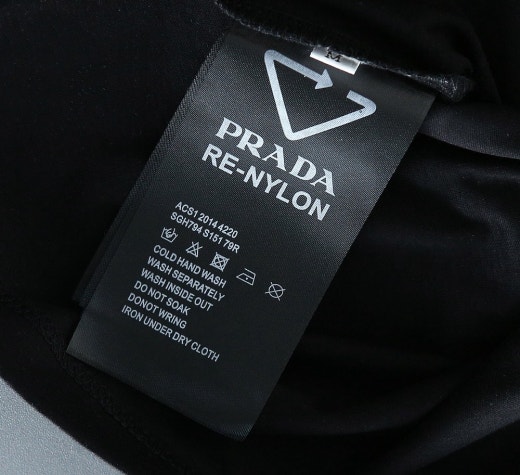 M
PRADA
RE-NYLON
ACS1 2014 4220
SGH794 S151 79R
COLD HAND WASH
WASH SEPARATELY
WASH INSIDE OUT
DO NOT SOAK
DONOT WRING
IRON UNDER DRY CLOTH